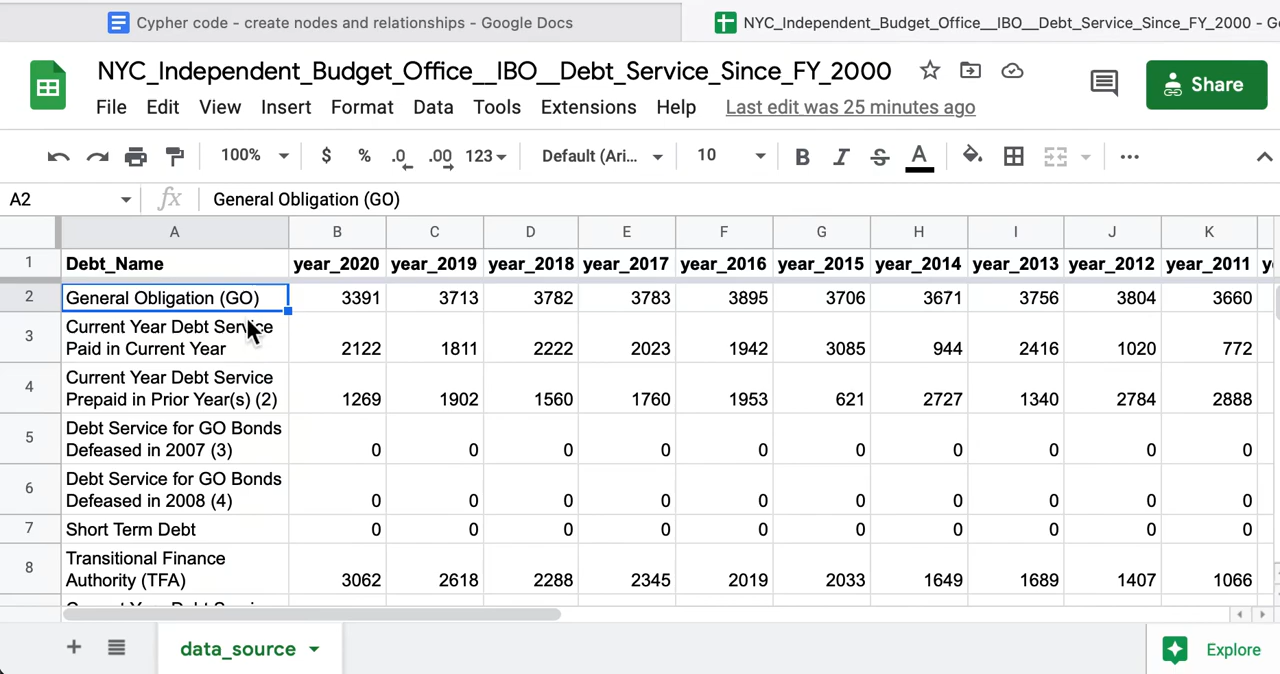 Cypher code - create nodes and relationships - Google Docs
NYC_Independent_Budget_Office__IBO__Debt_Service_Since_FY_2000 - Go
NYC_Independent_Budget_Office__IBO__Debt_Service_Since_FY_2000
Share
File Edit View Insert Format Data Tools Extensions Help Last edit was 25 minutes ago
100% $ % .0 .00 123 Default (Ari... 10 B I S A ...
A2 fx General Obligation (GO)
A B C D E F G H I J K
1 Debt_Name year_2020 year_2019 year_2018 year_2017 year_2016 year_2015 year_2014 year_2013 year_2012 year_2011 y
2 General Obligation (GO) 3391 3713 3782 3783 3895 3706 3671 3756 3804 3660
Current Year Debt Service
3 Paid in Current Year 2122 1811 2222 2023 1942 3085 944 2416 1020 772
Current Year Debt Service
4 Prepaid in Prior Year(s) (2) 1269 1902 1560 1760 1953 621 2727 1340 2784 2888
Debt Service for GO Bonds
5 Defeased in 2007 (3) 0 0 0 0 0 0 0 0 0 0
Debt Service for GO Bonds
6 Defeased in 2008 (4) 0 0 0 0 0 0 0 0 0 0
7 Short Term Debt 0 0 0 0 0 0 0 0 0 0
Transitional Finance
8 Authority (TFA) 3062 2618 2288 2345 2019 2033 1649 1689 1407 1066
data_source
Explore